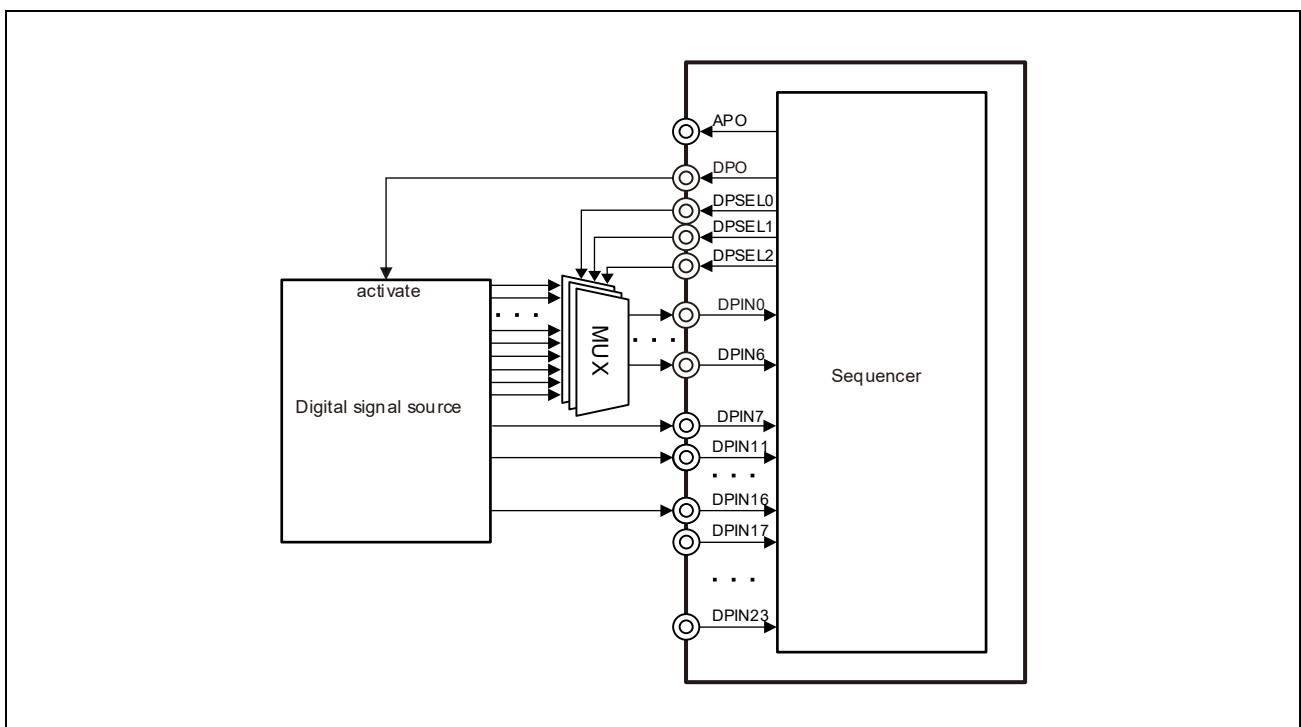 APO
DPO
DPSEL0
DPSEL1
DPSEL2
activate
. . .
DPIN0
MUX
. . .
DPIN6
Sequencer
Digital signal source
DPIN7
DPIN11
. . .
DPIN16
DPIN17
. . .
DPIN23